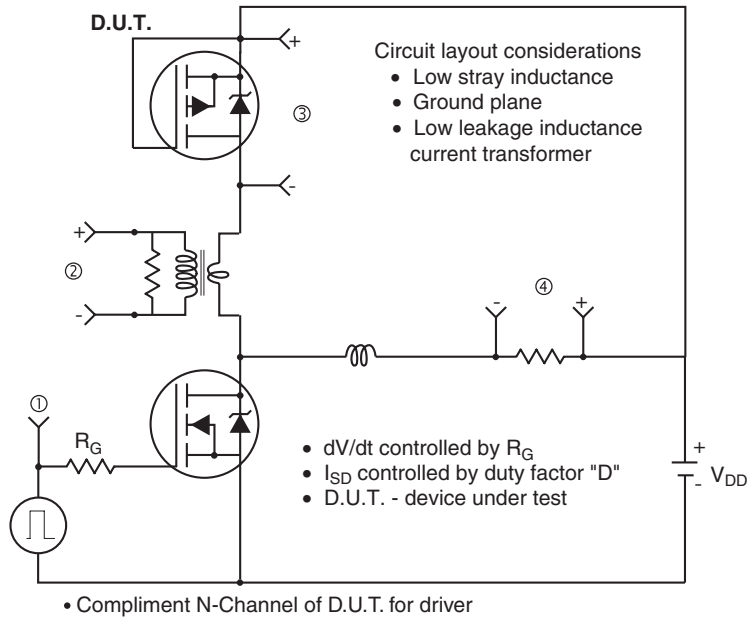 D.U.T.
+
Circuit layout considerations
• Low stray inductance
• Ground plane
• Low leakage inductance
current transformer
③
-
+
②
-
④
-
+
①
R_G
• dV/dt controlled by R_G
• I_SD controlled by duty factor "D"
• D.U.T. - device under test
+
-
V_DD
• Compliment N-Channel of D.U.T. for driver